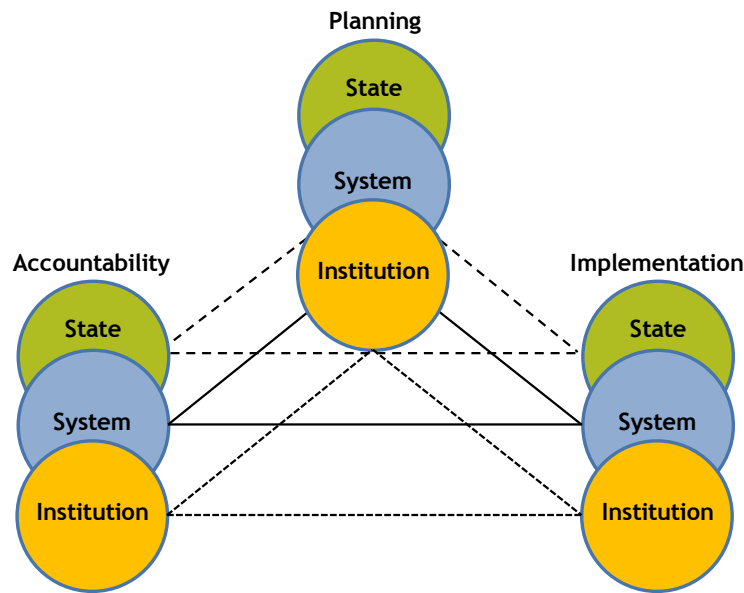 Planning
State
System
Institution
Accountability
State
System
Institution
Implementation
State
System
Institution